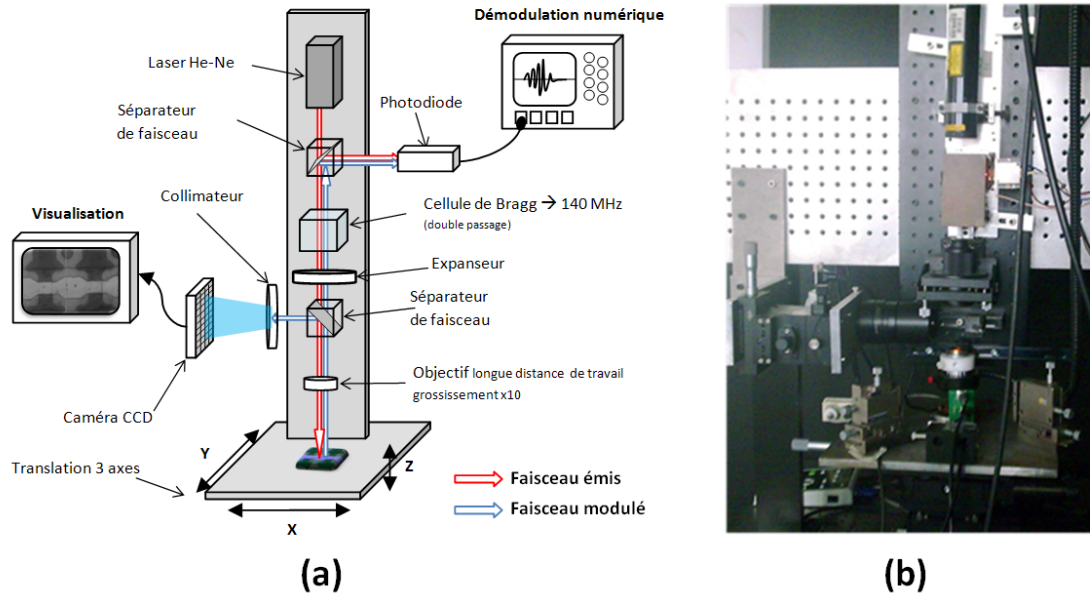 Démodulation numérique
Laser He-Ne
Photodiode
Séparateur
de faisceau
Collimateur
Visualisation
Cellule de Bragg → 140 MHz
(double passage)
Expanseur
Séparateur
de faisceau
Objectif longue distance de travail
grossissement x10
Caméra CCD
Translation 3 axes
Y
Z
X
Faisceau émis
Faisceau modulé
(a)
(b)